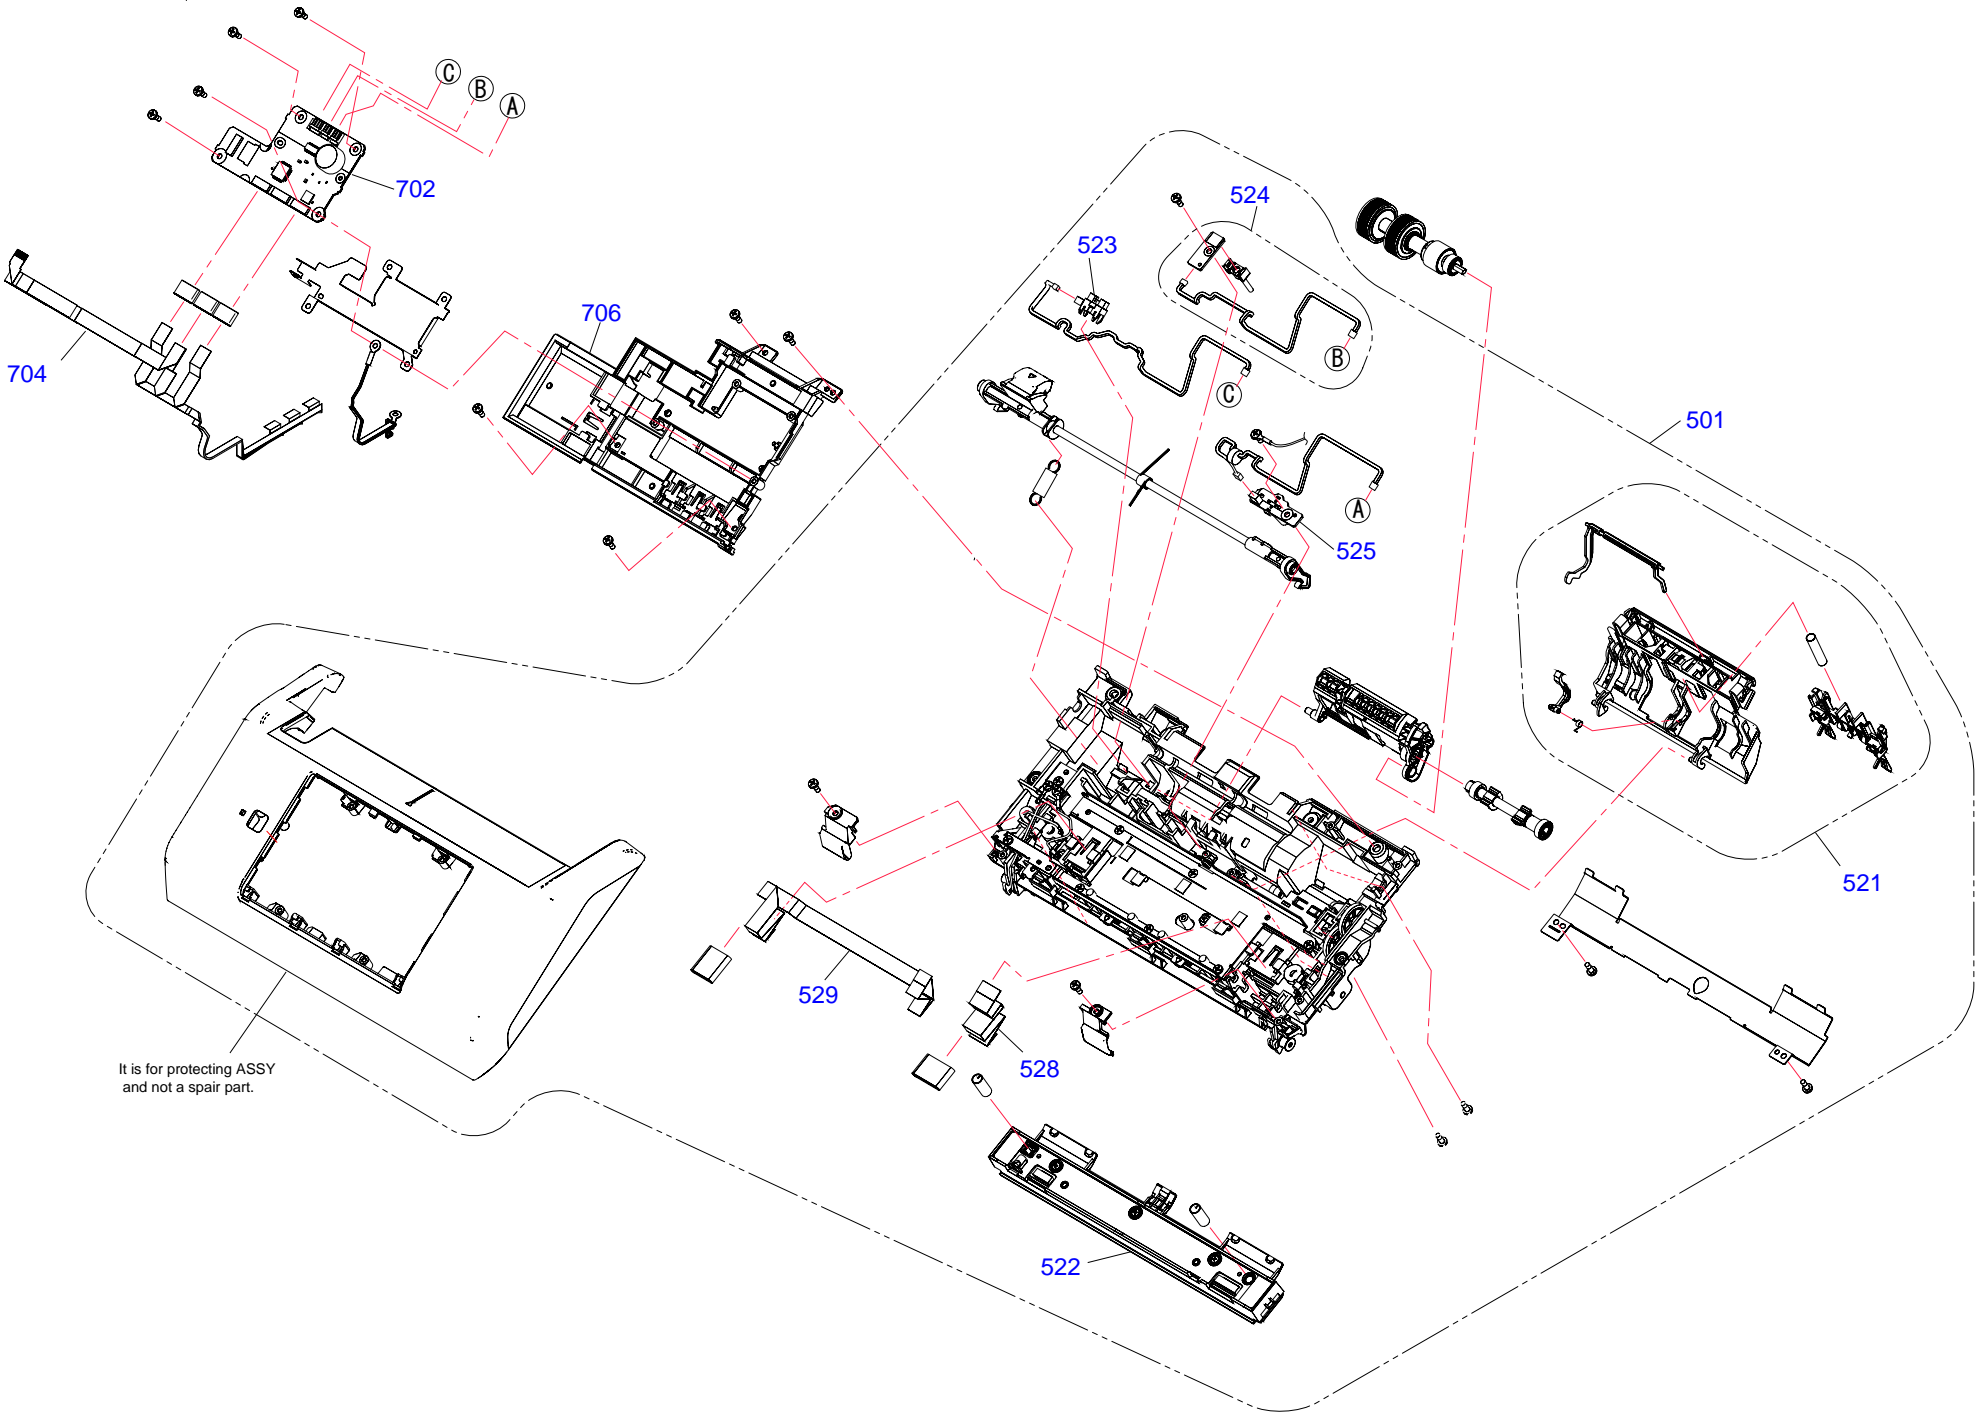 C
B
A
702
524
523
706
704
B
C
501
A
525
521
529
528
It is for protecting ASSY
and not a spair part.
522